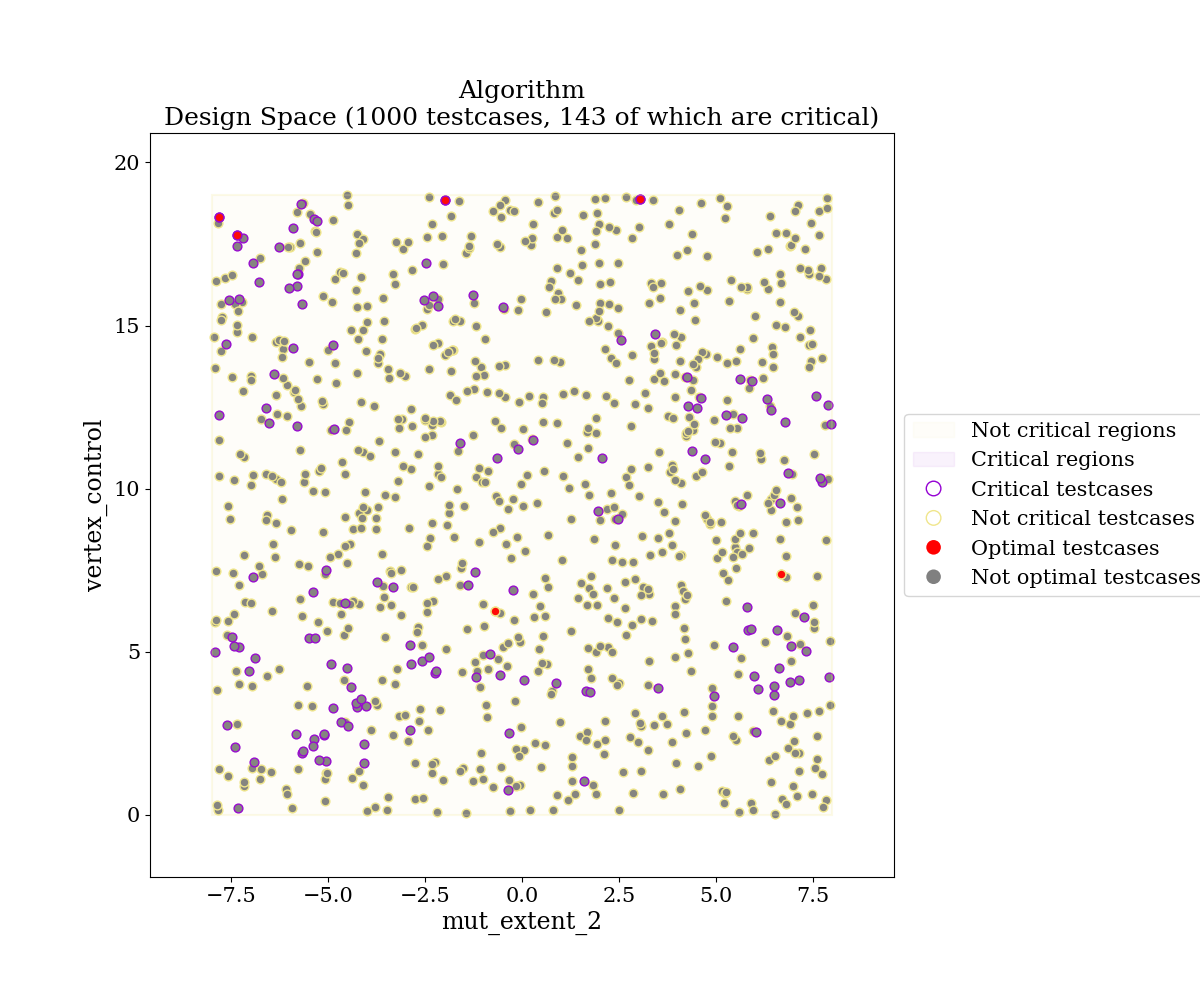 Algorithm
Design Space (1000 testcases, 143 of which are critical)
20
15
10
5
0
vertex_control
−7.5
−5.0
−2.5
0.0
2.5
5.0
7.5
mut_extent_2
Not critical regions
Critical regions
Critical testcases
Not critical testcases
Optimal testcases
Not optimal testcases